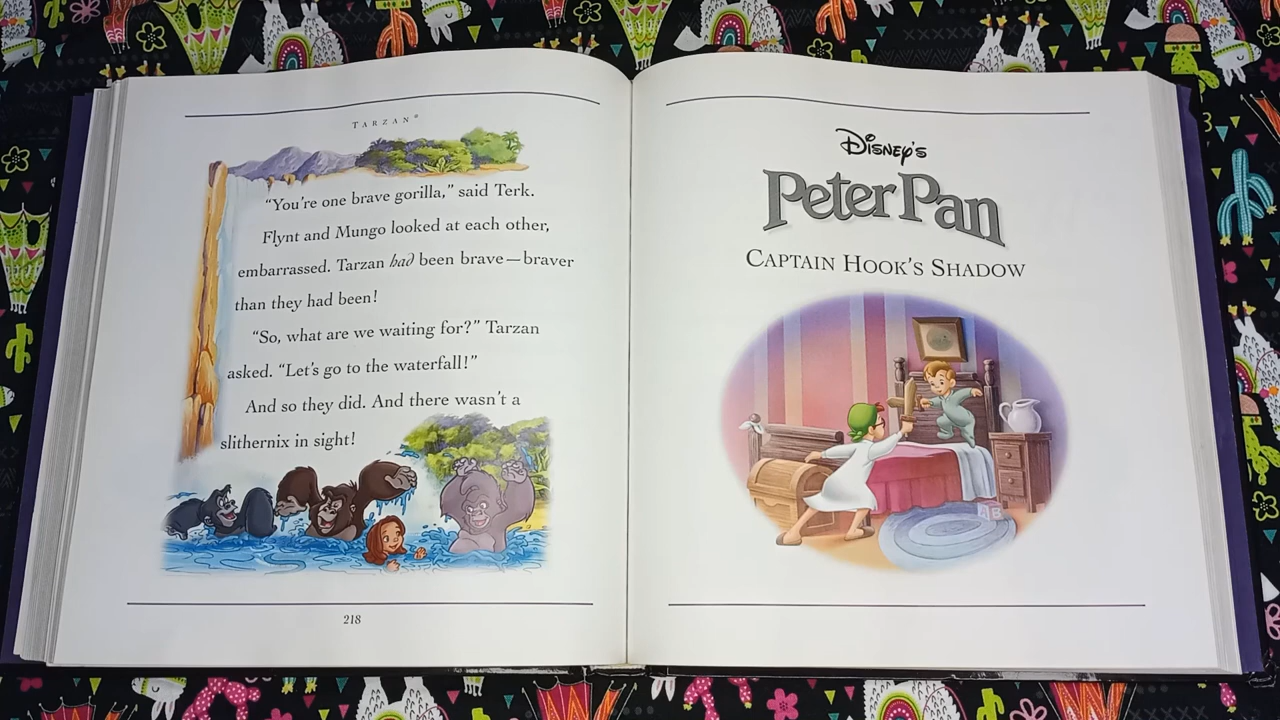 TARZAN®
"You're one brave gorilla," said Terk.
Flynt and Mungo looked at each other,
embarrassed. Tarzan had been brave—braver
than they had been!
"So, what are we waiting for?" Tarzan
asked. "Let's go to the waterfall!"
And so they did. And there wasn't a
slithernix in sight!
218
DISNEY'S
Peter Pan
CAPTAIN HOOK'S SHADOW
A B